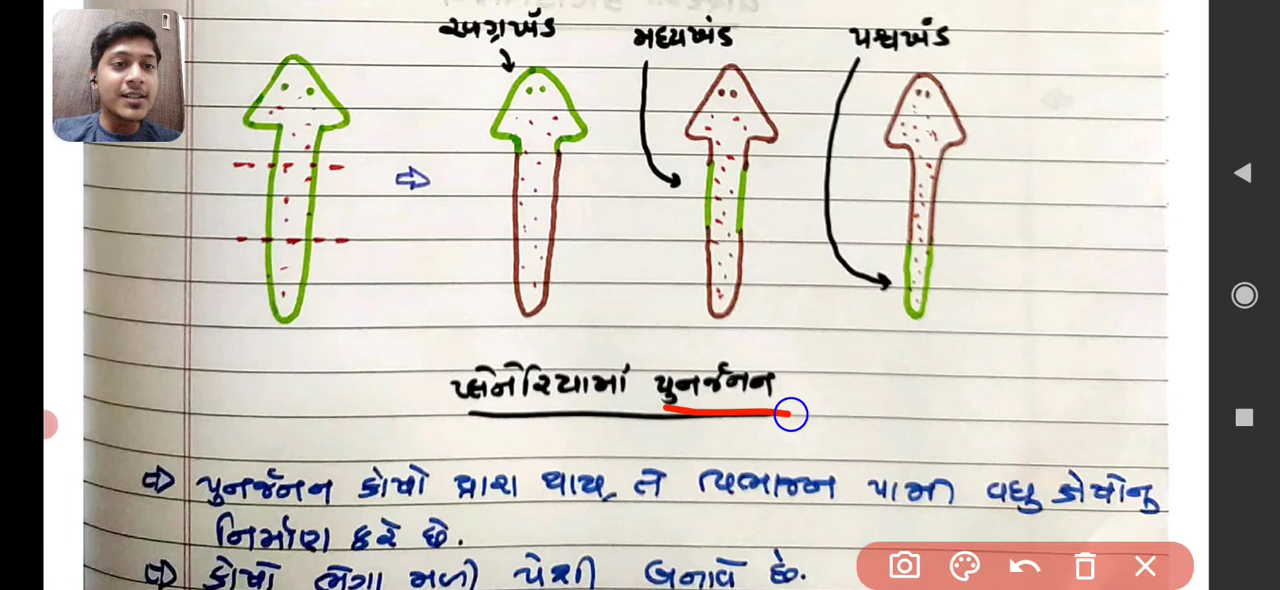 અગ્રખંડ મધ્યખંડ પશ્ચખંડ
પ્લેનેરિયામાં પુનર્જનન
⇨ પુનર્જનન કોષો દ્વારા થાય તે વિભાજન પામી વધુ કોષોનુ
નિર્માણ કરે છે.
⇨ કોષો ભેગા મળી પેશી બનાવે છે.